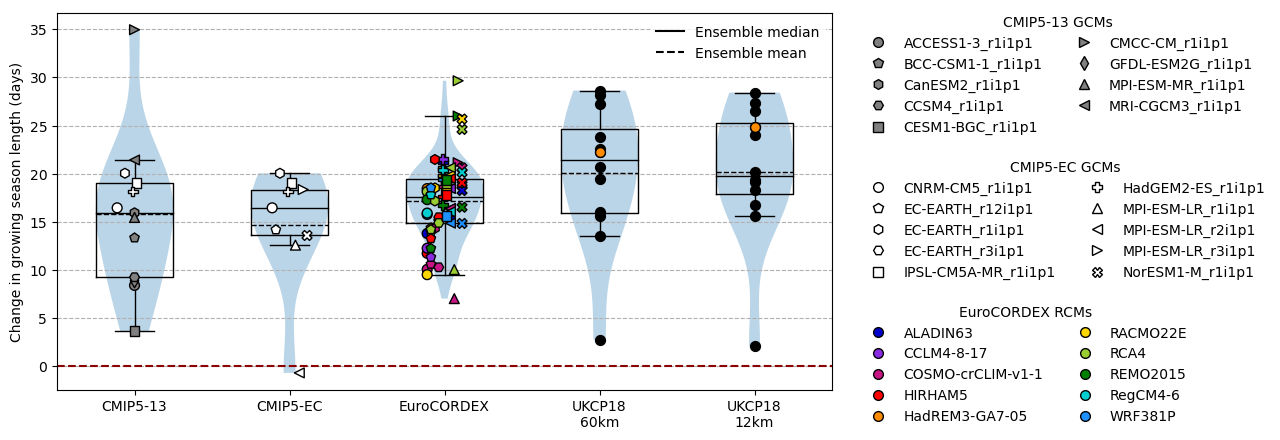 Change in growing season length (days)
35
30
25
20
15
10
5
0
Ensemble median
Ensemble mean
CMIP5-13
CMIP5-EC
EuroCORDEX
UKCP18
60km
UKCP18
12km
CMIP5-13 GCMs
ACCESS1-3_r1i1p1
BCC-CSM1-1_r1i1p1
CanESM2_r1i1p1
CCSM4_r1i1p1
CESM1-BGC_r1i1p1
CMCC-CM_r1i1p1
GFDL-ESM2G_r1i1p1
MPI-ESM-MR_r1i1p1
MRI-CGCM3_r1i1p1
CMIP5-EC GCMs
CNRM-CM5_r1i1p1
EC-EARTH_r12i1p1
EC-EARTH_r1i1p1
EC-EARTH_r3i1p1
IPSL-CM5A-MR_r1i1p1
HadGEM2-ES_r1i1p1
MPI-ESM-LR_r1i1p1
MPI-ESM-LR_r2i1p1
MPI-ESM-LR_r3i1p1
NorESM1-M_r1i1p1
EuroCORDEX RCMs
ALADIN63
CCLM4-8-17
COSMO-crCLIM-v1-1
HIRHAM5
HadREM3-GA7-05
RACMO22E
RCA4
REMO2015
RegCM4-6
WRF381P